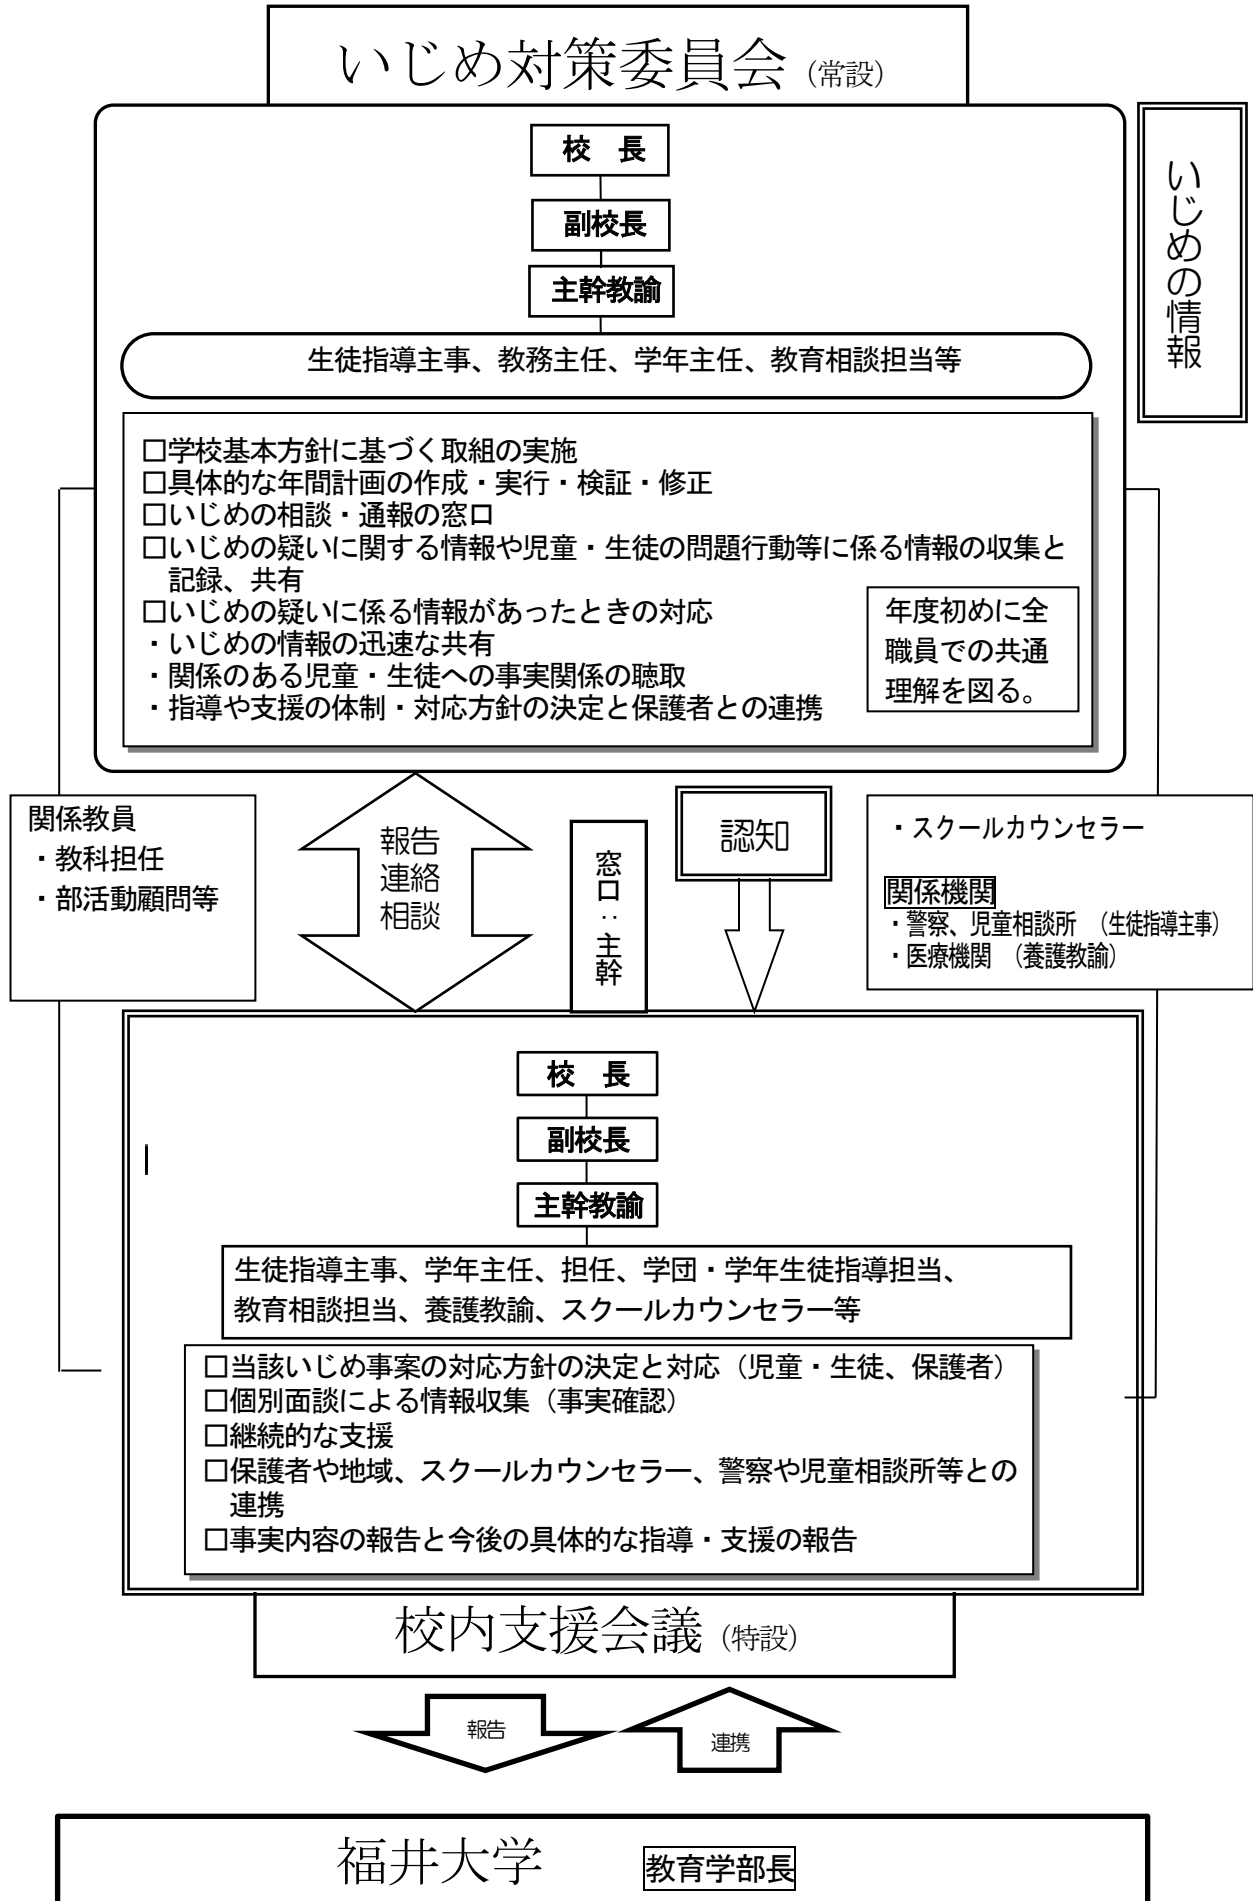 いじめ対策委員会（常設）
校　長
副校長
主幹教諭
生徒指導主事、教務主任、学年主任、教育相談担当等
いじめの情報
□学校基本方針に基づく取組の実施
□具体的な年間計画の作成・実行・検証・修正
□いじめの相談・通報の窓口
□いじめの疑いに関する情報や児童・生徒の問題行動等に係る情報の収集と
記録、共有
□いじめの疑いに係る情報があったときの対応
・いじめの情報の迅速な共有
・関係のある児童・生徒への事実関係の聴取
・指導や支援の体制・対応方針の決定と保護者との連携
年度初めに全
職員での共通
理解を図る。
関係教員
・教科担任
・部活動顧問等
報告
連絡
相談
窓口：主幹
認知
・スクールカウンセラー
関係機関
・警察、児童相談所　（生徒指導主事）
・医療機関　（養護教諭）
校　長
副校長
主幹教諭
生徒指導主事、学年主任、担任、学団・学年生徒指導担当、
教育相談担当、養護教諭、スクールカウンセラー等
□当該いじめ事案の対応方針の決定と対応（児童・生徒、保護者）
□個別面談による情報収集（事実確認）
□継続的な支援
□保護者や地域、スクールカウンセラー、警察や児童相談所等との
連携
□事実内容の報告と今後の具体的な指導・支援の報告
校内支援会議（特設）
報告
連携
福井大学　教育学部長